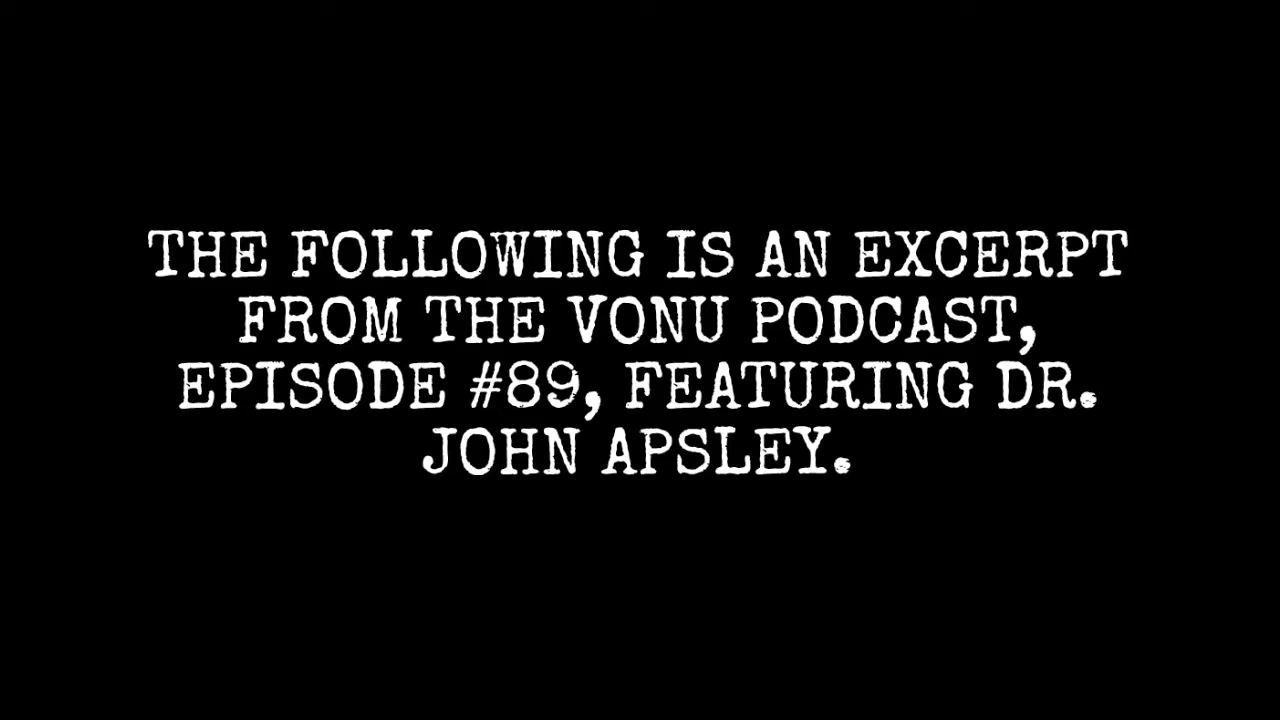 THE FOLLOWING IS AN EXCERPT
FROM THE VONU PODCAST,
EPISODE #89, FEATURING DR.
JOHN APSLEY.